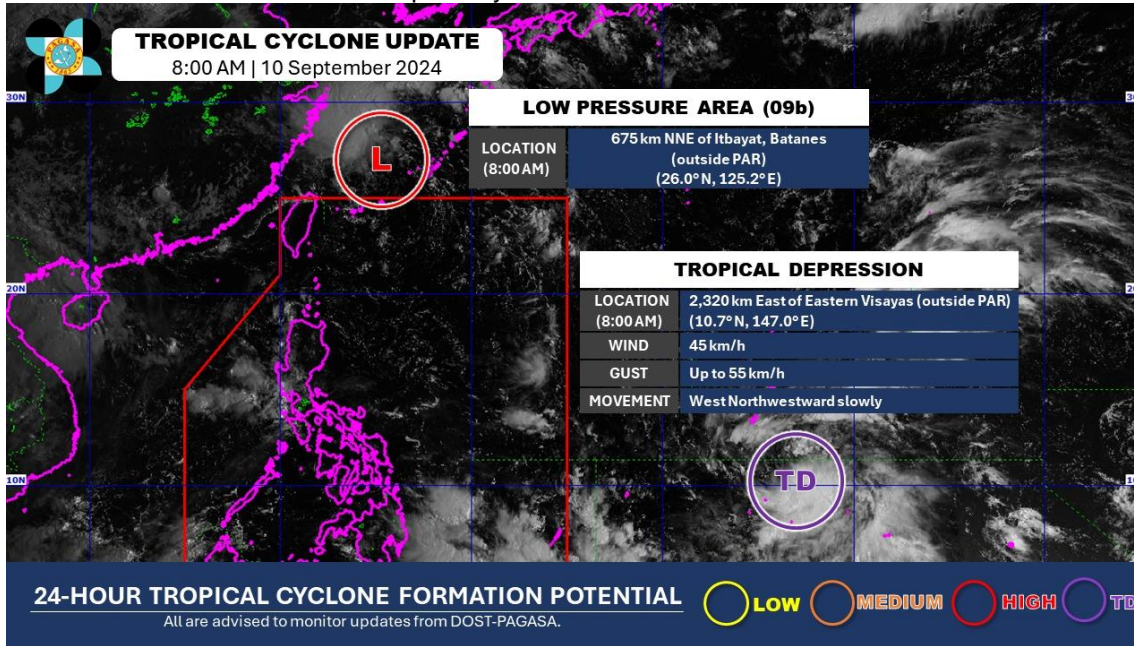 TROPICAL CYCLONE UPDATE
8:00 AM | 10 September 2024
30N
LOW PRESSURE AREA (09b)
LOCATION
(8:00 AM)
675 km NNE of Itbayat, Batanes
(outside PAR)
(26.0° N, 125.2° E)
L
20N
TROPICAL DEPRESSION
LOCATION
(8:00 AM)
2,320 km East of Eastern Visayas (outside PAR)
(10.7° N, 147.0° E)
WIND
45 km/h
GUST
Up to 55 km/h
MOVEMENT
West Northwestward slowly
10N
TD
24-HOUR TROPICAL CYCLONE FORMATION POTENTIAL
All are advised to monitor updates from DOST-PAGASA.
LOW
MEDIUM
HIGH
TD